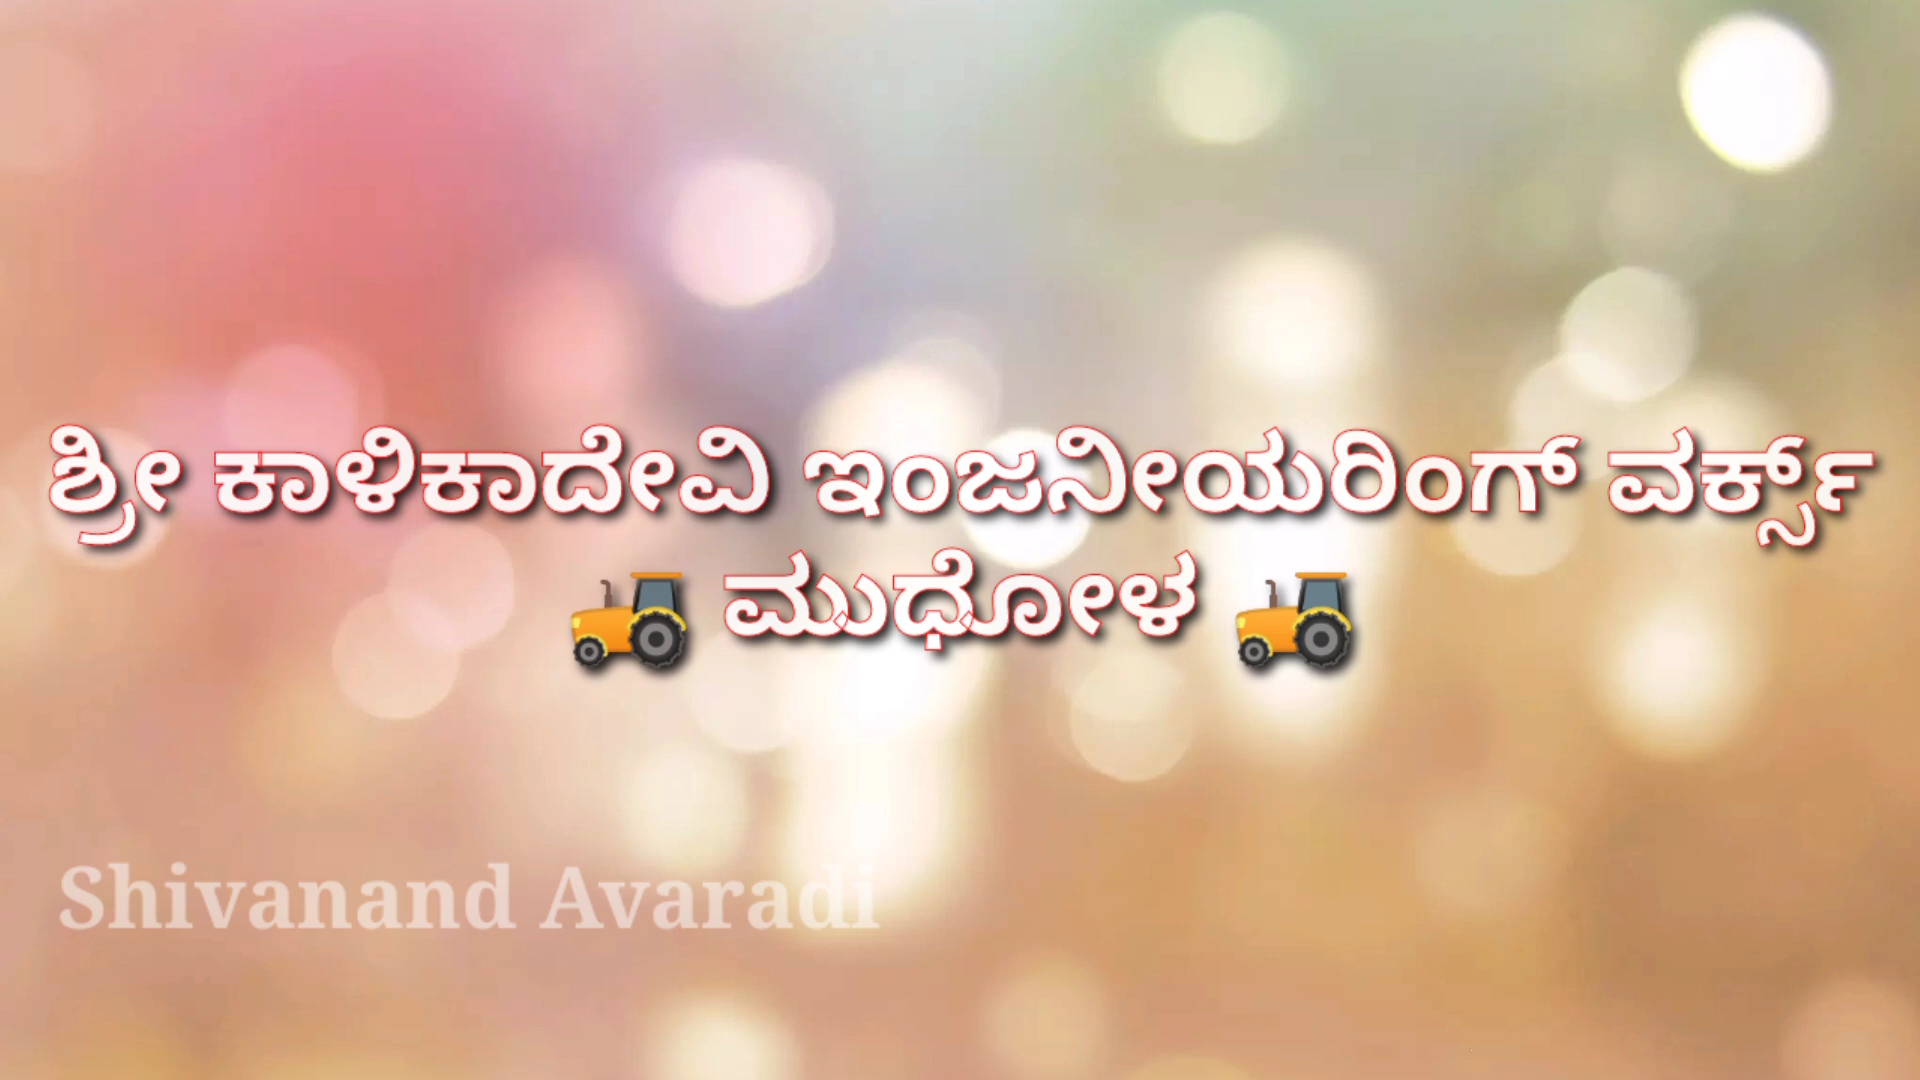 ಶ್ರೀ ಕಾಳಿಕಾದೇವಿ ಇಂಜನೀಯರಿಂಗ್ ವರ್ಕ್ಸ್
🚜 ಮುಧೋಳ 🚜
Shivanand Avaradi